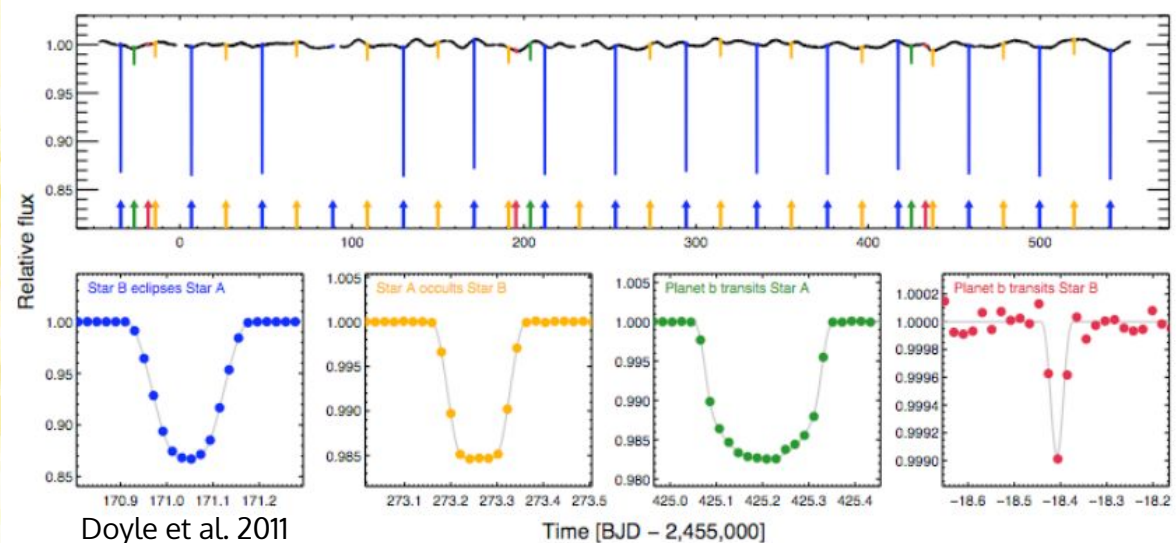 1.00
0.95
0.90
0.85
Relative flux
0 100 200 300 400 500
Star B eclipses Star A
1.00
0.95
0.90
0.85
170.9 171.0 171.1 171.2
Star A occults Star B
1.005
1.000
0.995
0.990
0.985
273.1 273.2 273.3 273.4 273.5
Planet b transits Star A
1.005
1.000
0.995
0.990
0.985
0.980
425.0 425.1 425.2 425.3 425.4
Planet b transits Star B
1.0002
1.0000
0.9998
0.9996
0.9994
0.9992
0.9990
−18.6 −18.5 −18.4 −18.3 −18.2
Doyle et al. 2011
Time [BJD − 2,455,000]